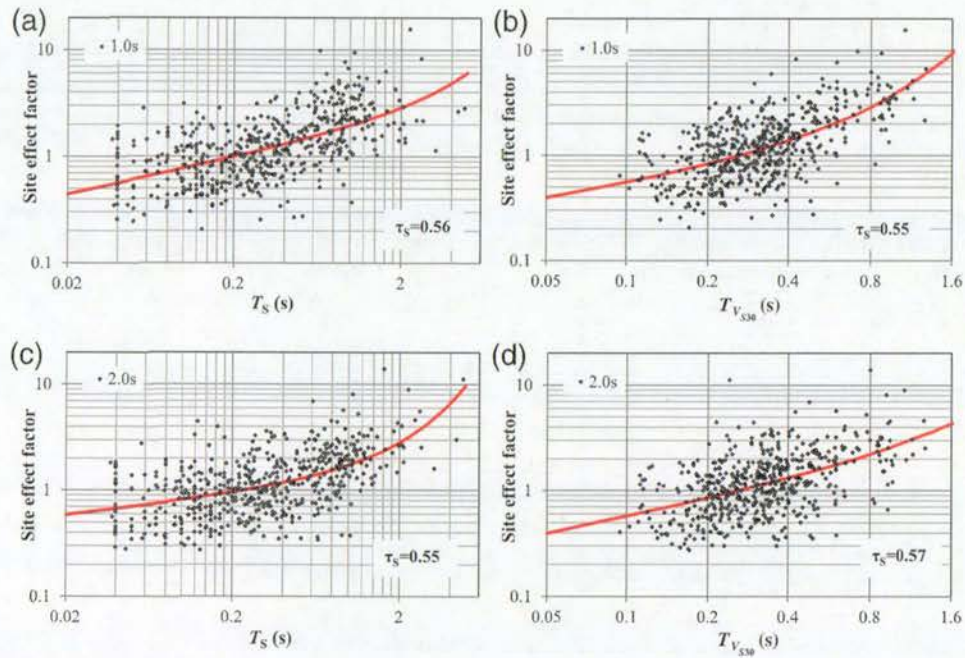 (a)
10
1
0.1
Site effect factor
1.0s
τS=0.56
0.02 0.2 2
TS (s)
(b)
10
1
0.1
Site effect factor
1.0s
τS=0.55
0.05 0.1 0.2 0.4 0.8 1.6
TVS30 (s)
(c)
10
1
0.1
Site effect factor
2.0s
τS=0.55
0.02 0.2 2
TS (s)
(d)
10
1
0.1
Site effect factor
2.0s
τS=0.57
0.05 0.1 0.2 0.4 0.8 1.6
TVS30 (s)